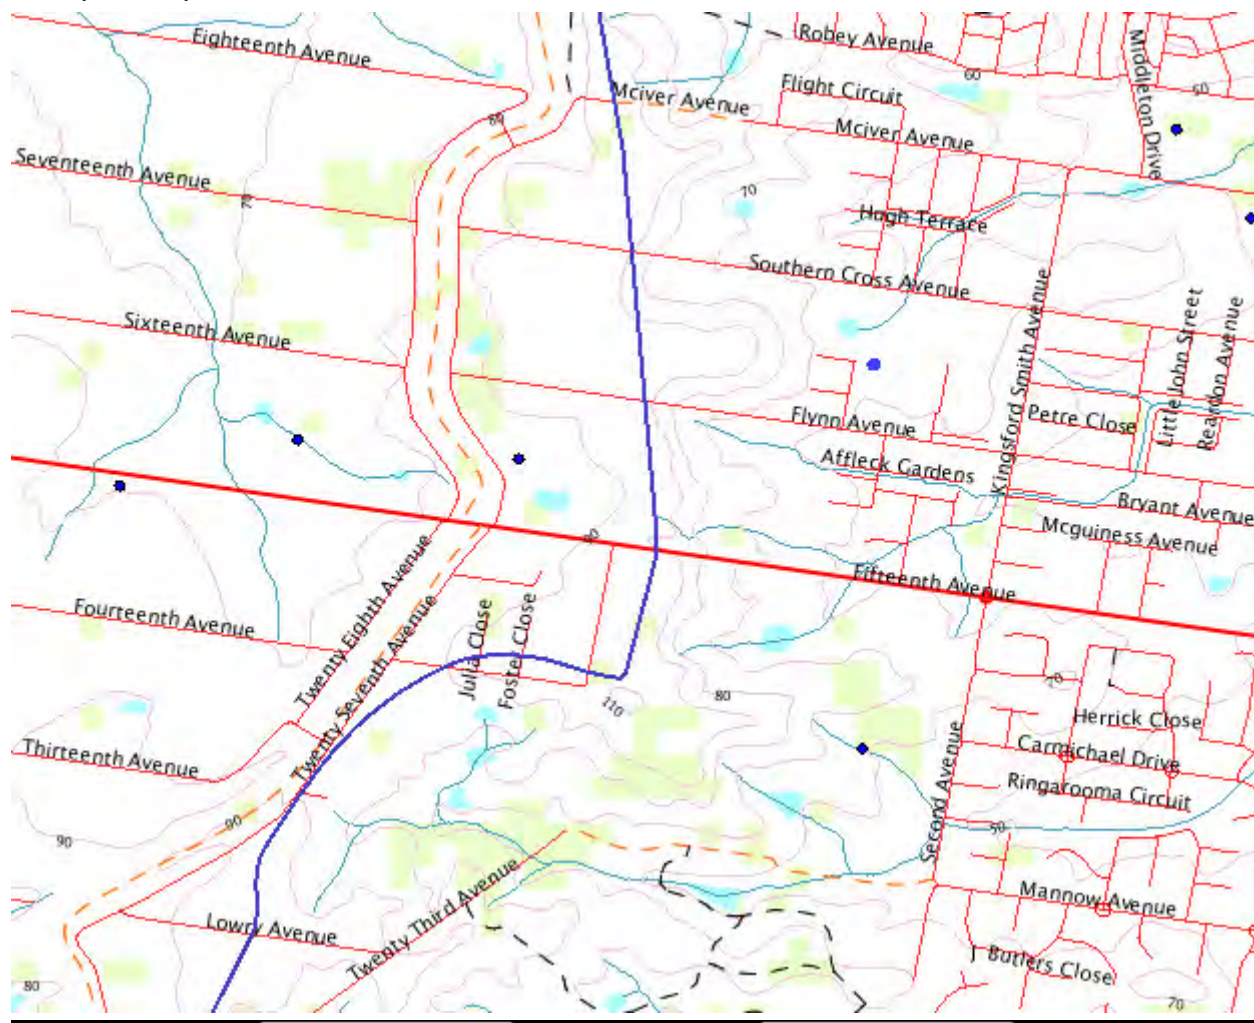 Eighteenth Avenue
Robey Avenue
Middleton Drive
60
50
Flight Circuit
Mciver Avenue
Mciver Avenue
80
Seventeenth Avenue
70
70
Hugh Terrace
Southern Cross Avenue
Kingsford Smith Avenue
Little John Street
Reardon Avenue
Sixteenth Avenue
Flynn Avenue
Petre Close
Affleck Gardens
Bryant Avenue
Mcguiness Avenue
Twenty Eighth Avenue
Fifteenth Avenue
Fourteenth Avenue
Twenty Seventh Avenue
Julia Close
Foster Close
70
80
110
Herrick Close
Second Avenue
Carmichael Drive
Thirteenth Avenue
Ringarooma Circuit
90
90
50
Mannow Avenue
Twenty Third Avenue
Lowry Avenue
Butlers Close
80
70